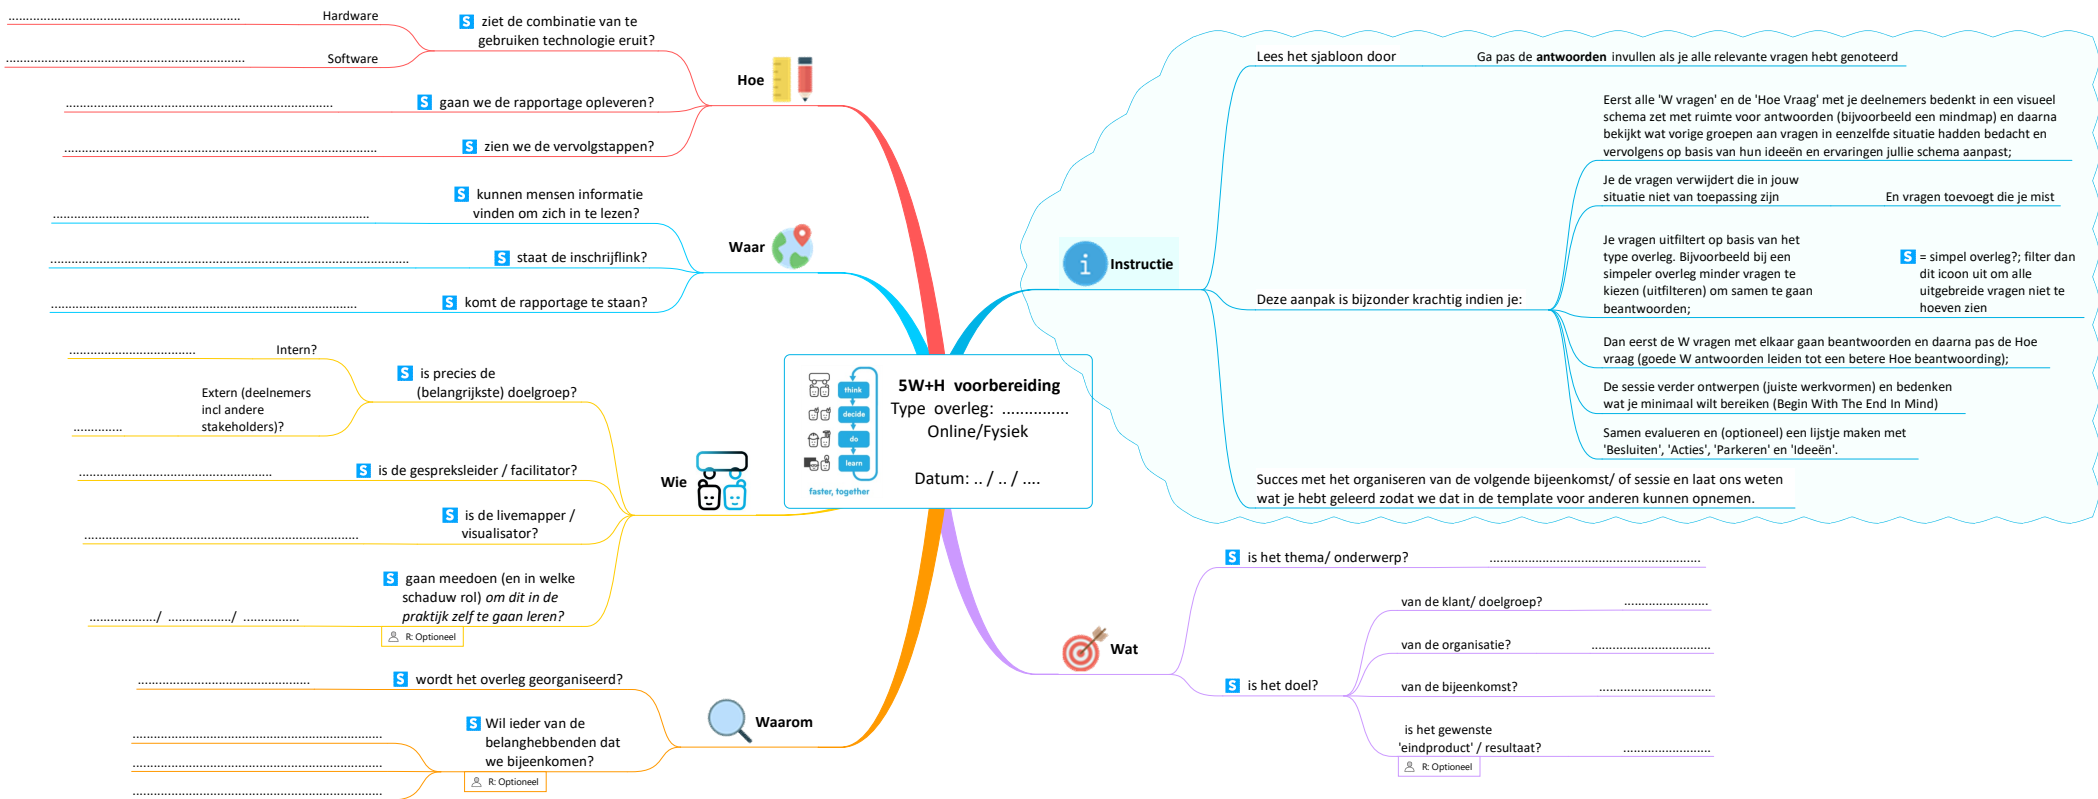 5W+H voorbereiding
Type overleg: ...............
Online/Fysiek
Datum: .. / .. / ....
think
decide
do
learn
faster, together
Instructie
Lees het sjabloon door
Ga pas de antwoorden invullen als je alle relevante vragen hebt genoteerd
Deze aanpak is bijzonder krachtig indien je:
Eerst alle 'W vragen' en de 'Hoe Vraag' met je deelnemers bedenkt in een visueel
schema zet met ruimte voor antwoorden (bijvoorbeeld een mindmap) en daarna
bekijkt wat vorige groepen aan vragen in eenzelfde situatie hadden bedacht en
vervolgens op basis van hun ideeën en ervaringen jullie schema aanpast;
Je de vragen verwijdert die in jouw
situatie niet van toepassing zijn
En vragen toevoegt die je mist
Je vragen uitfiltert op basis van het
type overleg. Bijvoorbeeld bij een
simpeler overleg minder vragen te
kiezen (uitfilteren) om samen te gaan
beantwoorden;
S = simpel overleg?; filter dan
dit icoon uit om alle
uitgebreide vragen niet te
hoeven zien
Dan eerst de W vragen met elkaar gaan beantwoorden en daarna pas de Hoe
vraag (goede W antwoorden leiden tot een betere Hoe beantwoording);
De sessie verder ontwerpen (juiste werkvormen) en bedenken
wat je minimaal wilt bereiken (Begin With The End In Mind)
Samen evalueren en (optioneel) een lijstje maken met
'Besluiten', 'Acties', 'Parkeren' en 'Ideeën'.
Succes met het organiseren van de volgende bijeenkomst/ of sessie en laat ons weten
wat je hebt geleerd zodat we dat in de template voor anderen kunnen opnemen.
Wat
S is het thema/ onderwerp? ............................................................
S is het doel?
van de klant/ doelgroep? ........................
van de organisatie? ..................................
van de bijeenkomst? ................................
is het gewenste
'eindproduct' / resultaat? .........................
R: Optioneel
Waarom
S wordt het overleg georganiseerd?
.................................................
S Wil ieder van de
belanghebbenden dat
we bijeenkomen?
R: Optioneel
.......................................................................
.......................................................................
.......................................................................
Wie
S is precies de
(belangrijkste) doelgroep?
Intern?
....................................
Extern (deelnemers
incl andere
stakeholders)?
..............
S is de gespreksleider / facilitator?
.......................................................
S is de livemapper /
visualisator?
..............................................................................
S gaan meedoen (en in welke
schaduw rol) om dit in de
praktijk zelf te gaan leren?
R: Optioneel
.................../ ................../ ................
Waar
S kunnen mensen informatie
vinden om zich in te lezen?
..........................................................................................
S staat de inschrijflink?
......................................................................................................
S komt de rapportage te staan?
.......................................................................................
Hoe
S ziet de combinatie van te
gebruiken technologie eruit?
Hardware
..................................................................
Software
....................................................................
S gaan we de rapportage opleveren?
............................................................................
S zien we de vervolgstappen?
.........................................................................................